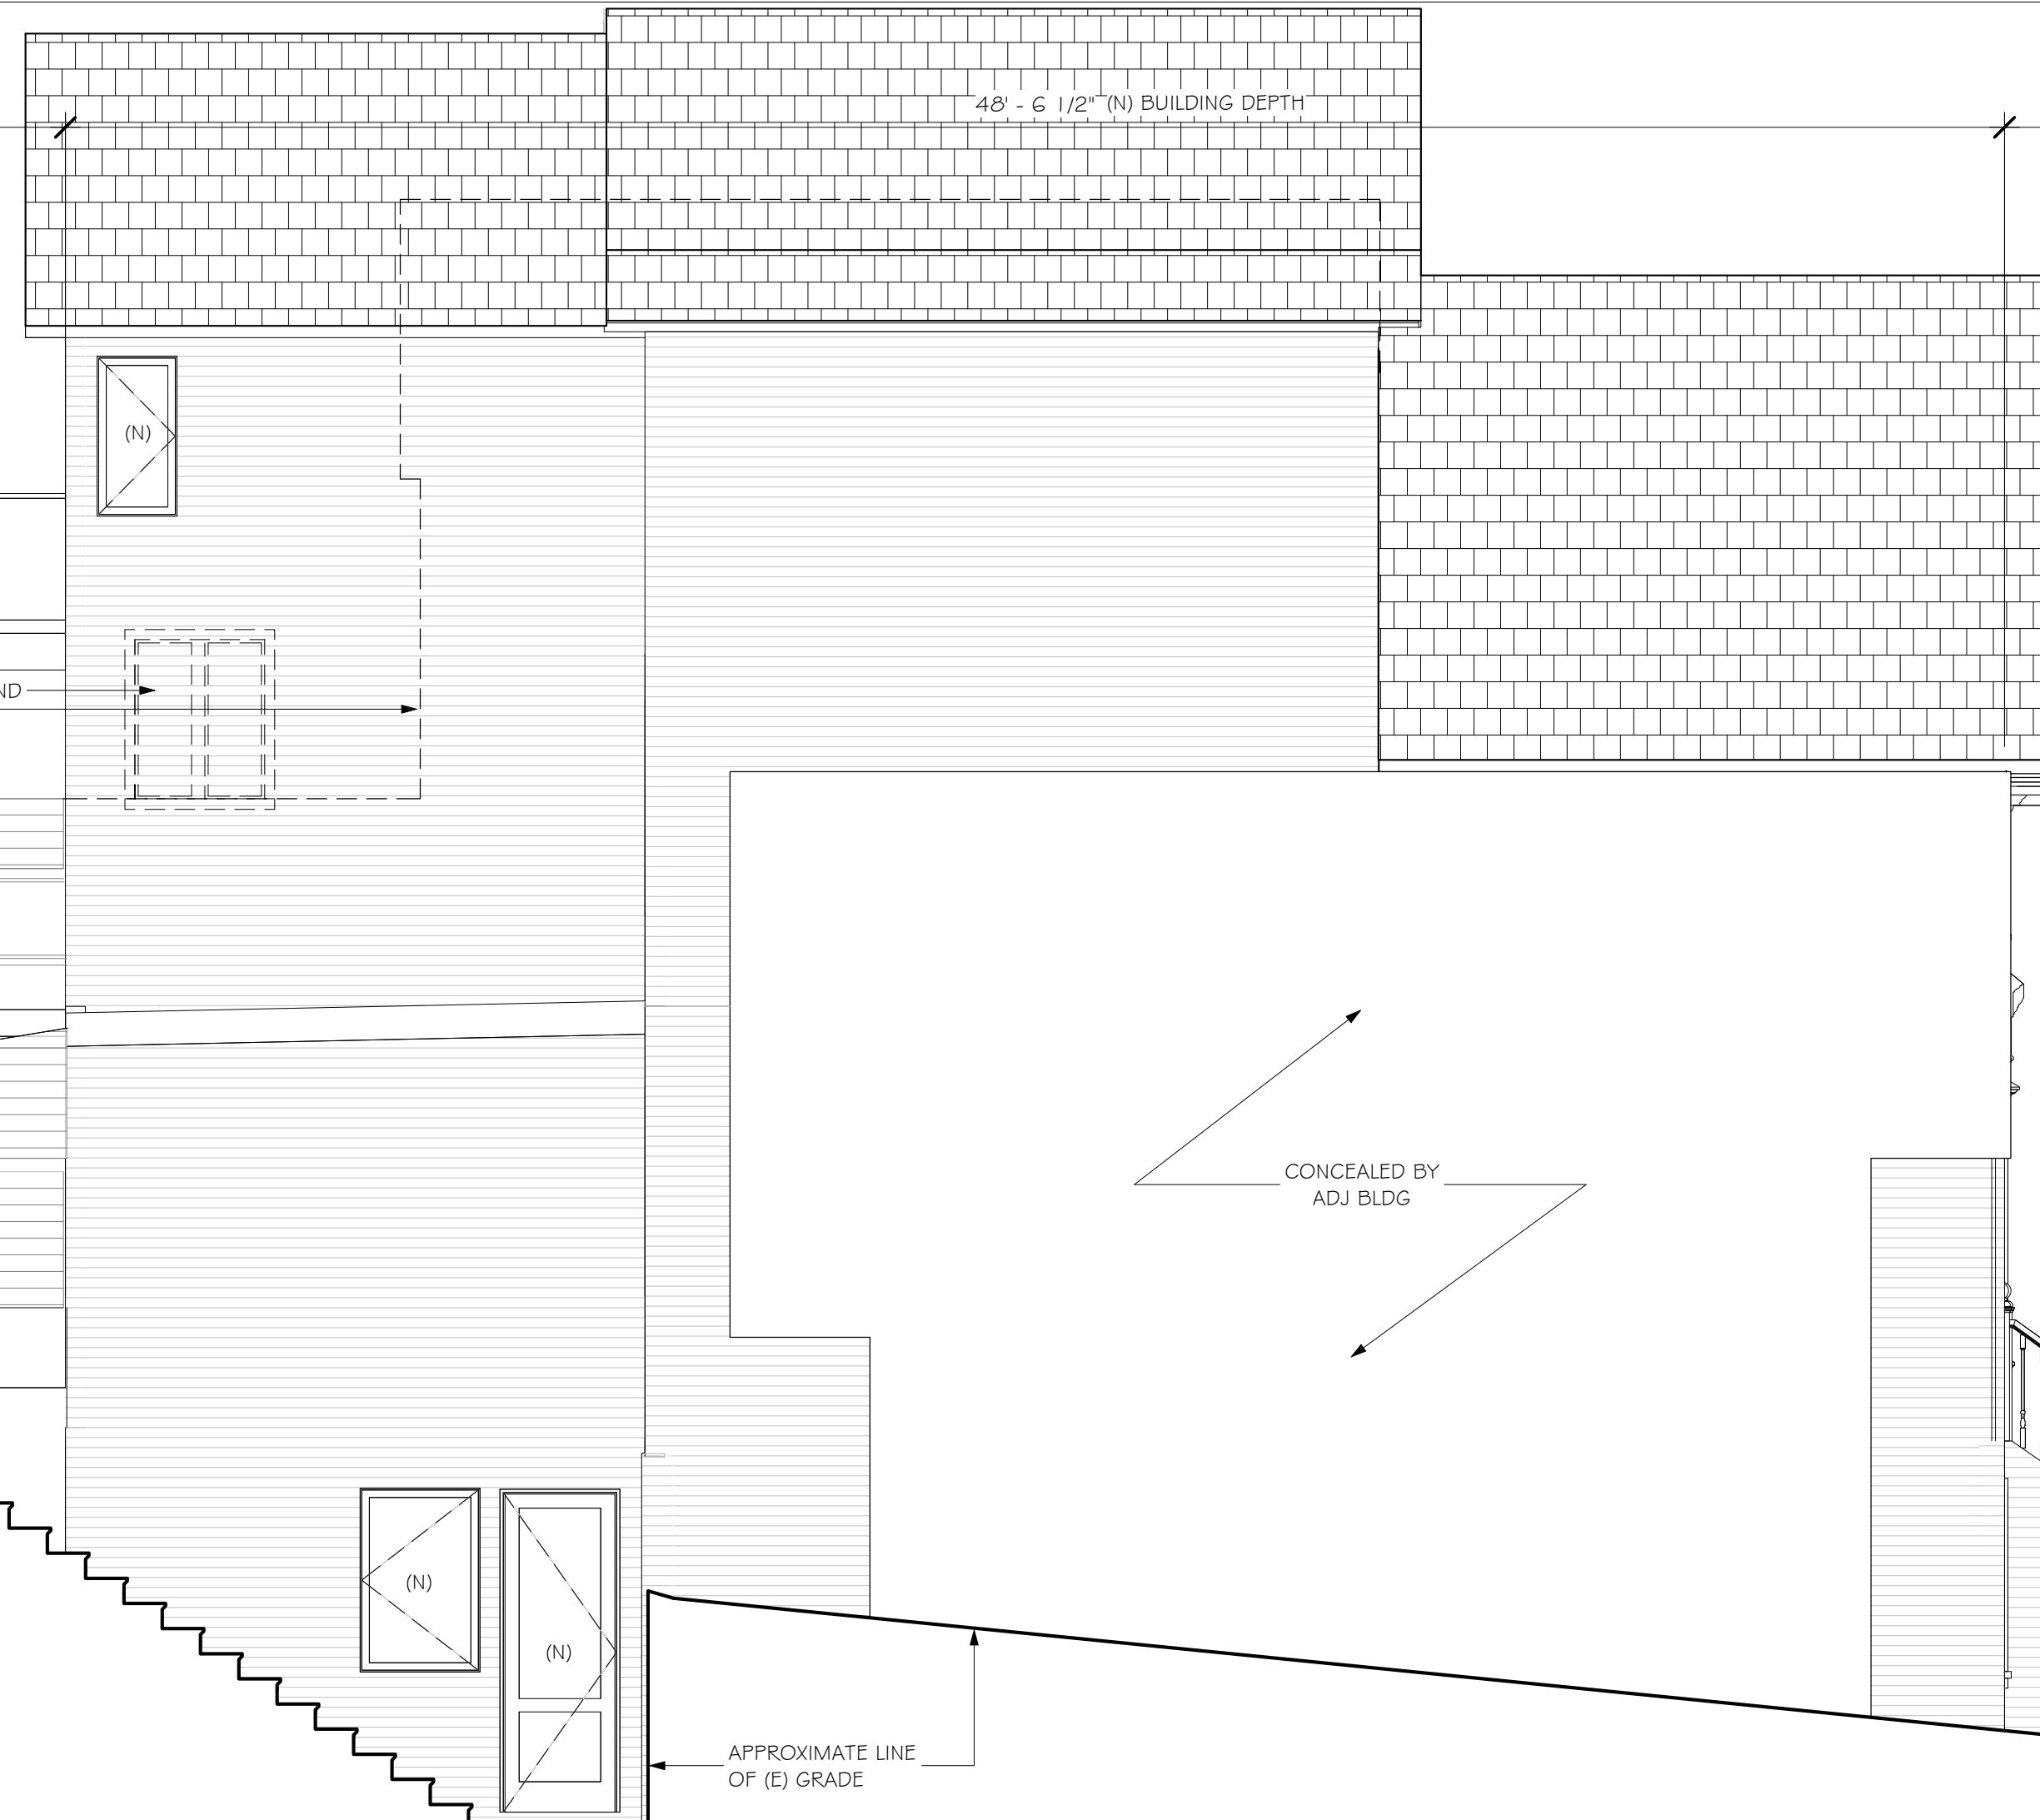 48' - 6 1/2" (N) BUILDING DEPTH
(N)
ND
CONCEALED BY
ADJ BLDG
(N)
(N)
APPROXIMATE LINE
OF (E) GRADE